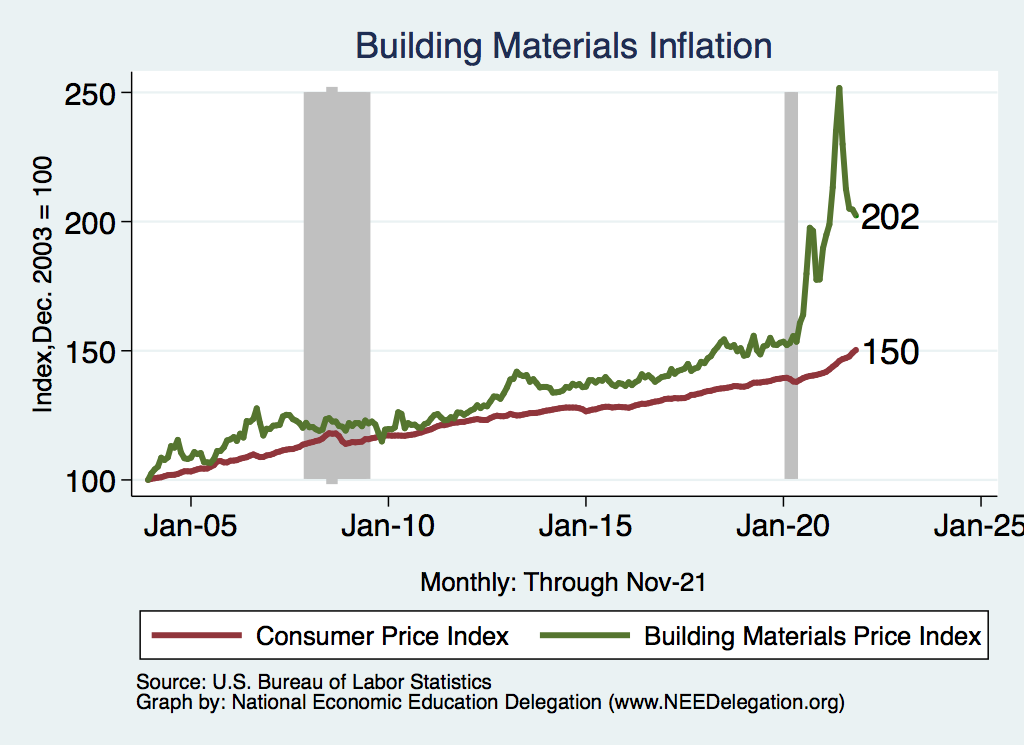 Building Materials Inflation
Index,Dec. 2003 = 100
250
200
150
100
202
150
Jan-05
Jan-10
Jan-15
Jan-20
Jan-25
Monthly: Through Nov-21
Consumer Price Index
Building Materials Price Index
Source: U.S. Bureau of Labor Statistics
Graph by: National Economic Education Delegation (www.NEEDelegation.org)